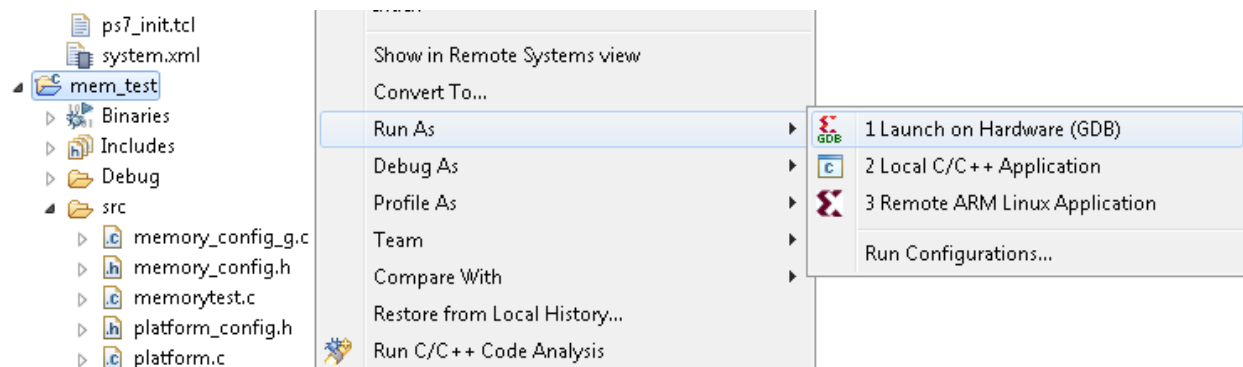 ps7_init.tcl
system.xml
mem_test
Binaries
Includes
Debug
src
memory_config_g.c
memory_config.h
memorytest.c
platform_config.h
platform.c
Show in Remote Systems view
Convert To...
Run As
Debug As
Profile As
Team
Compare With
Restore from Local History...
Run C/C++ Code Analysis
GDB
1 Launch on Hardware (GDB)
2 Local C/C++ Application
3 Remote ARM Linux Application
Run Configurations...